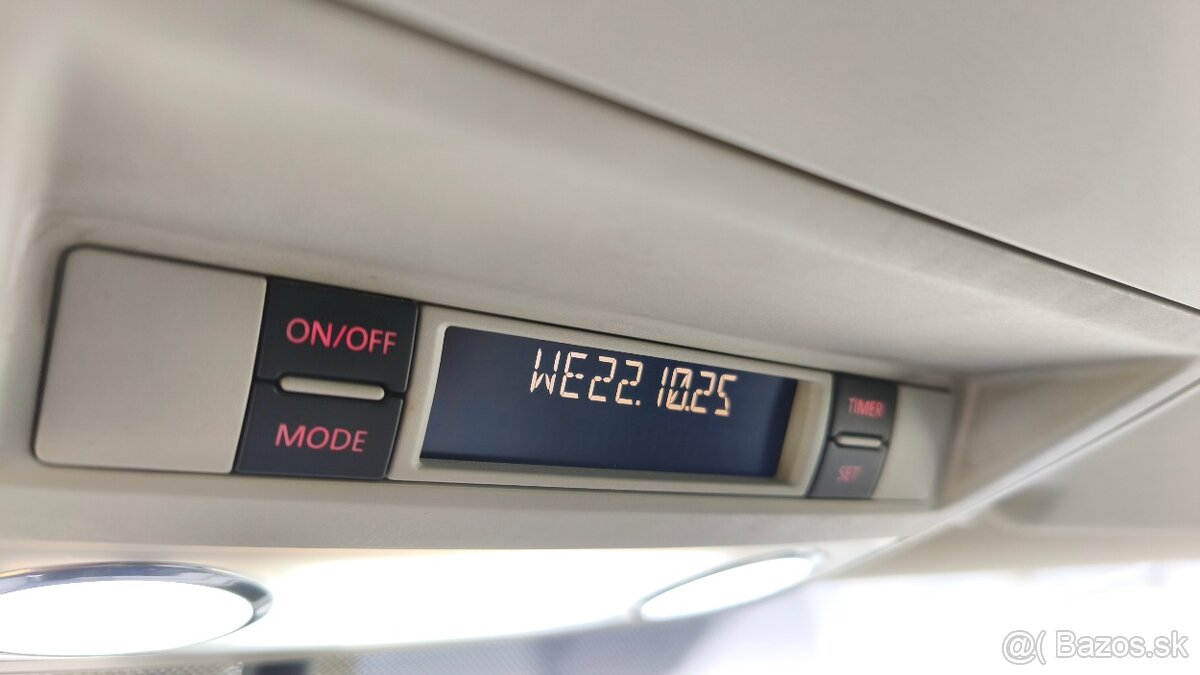 ON/OFF
MODE
WE22.10.25
TIMER
SET
@( Bazos.sk